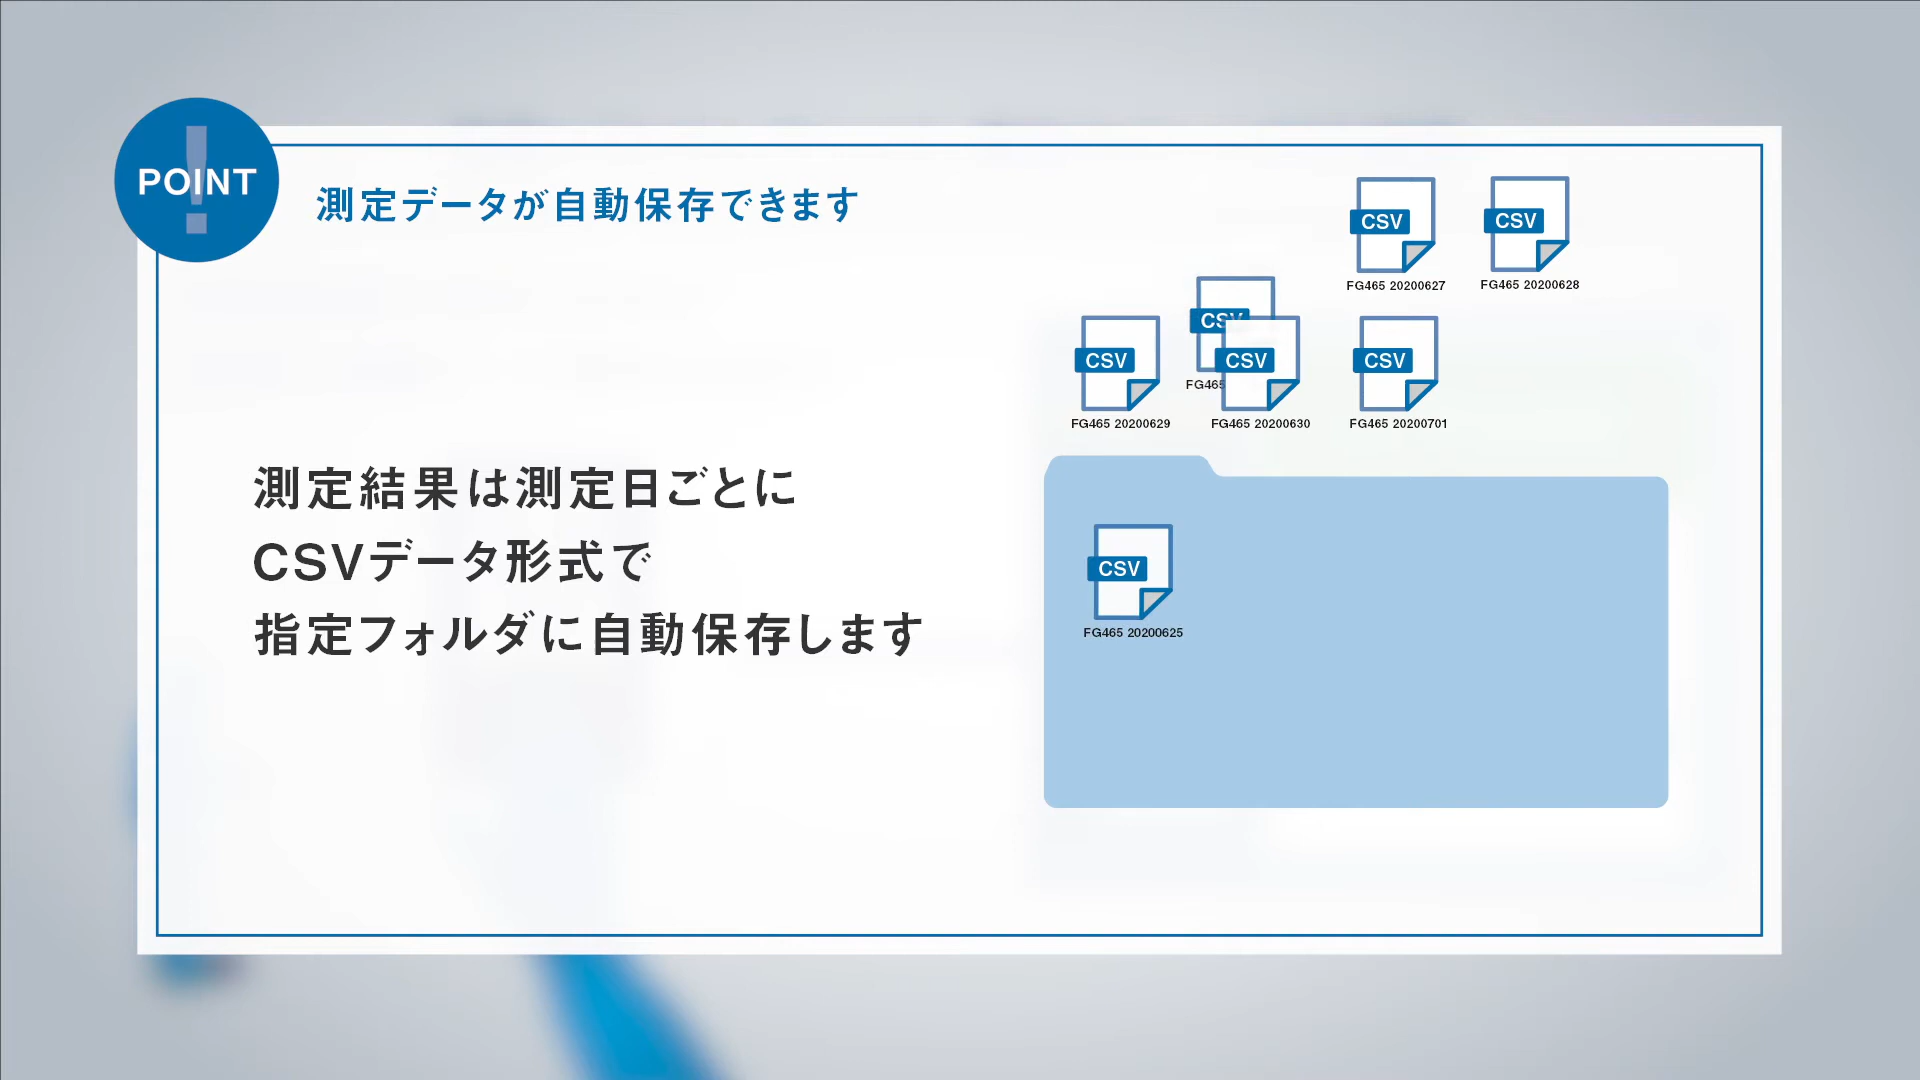 POINT
測定データが自動保存できます
測定結果は測定日ごとに
CSVデータ形式で
指定フォルダに自動保存します
CSV
FG465 20200627
CSV
FG465 20200628
CSV
FG465
CSV
FG465 20200629
CSV
FG465 20200630
CSV
FG465 20200701
CSV
FG465 20200625